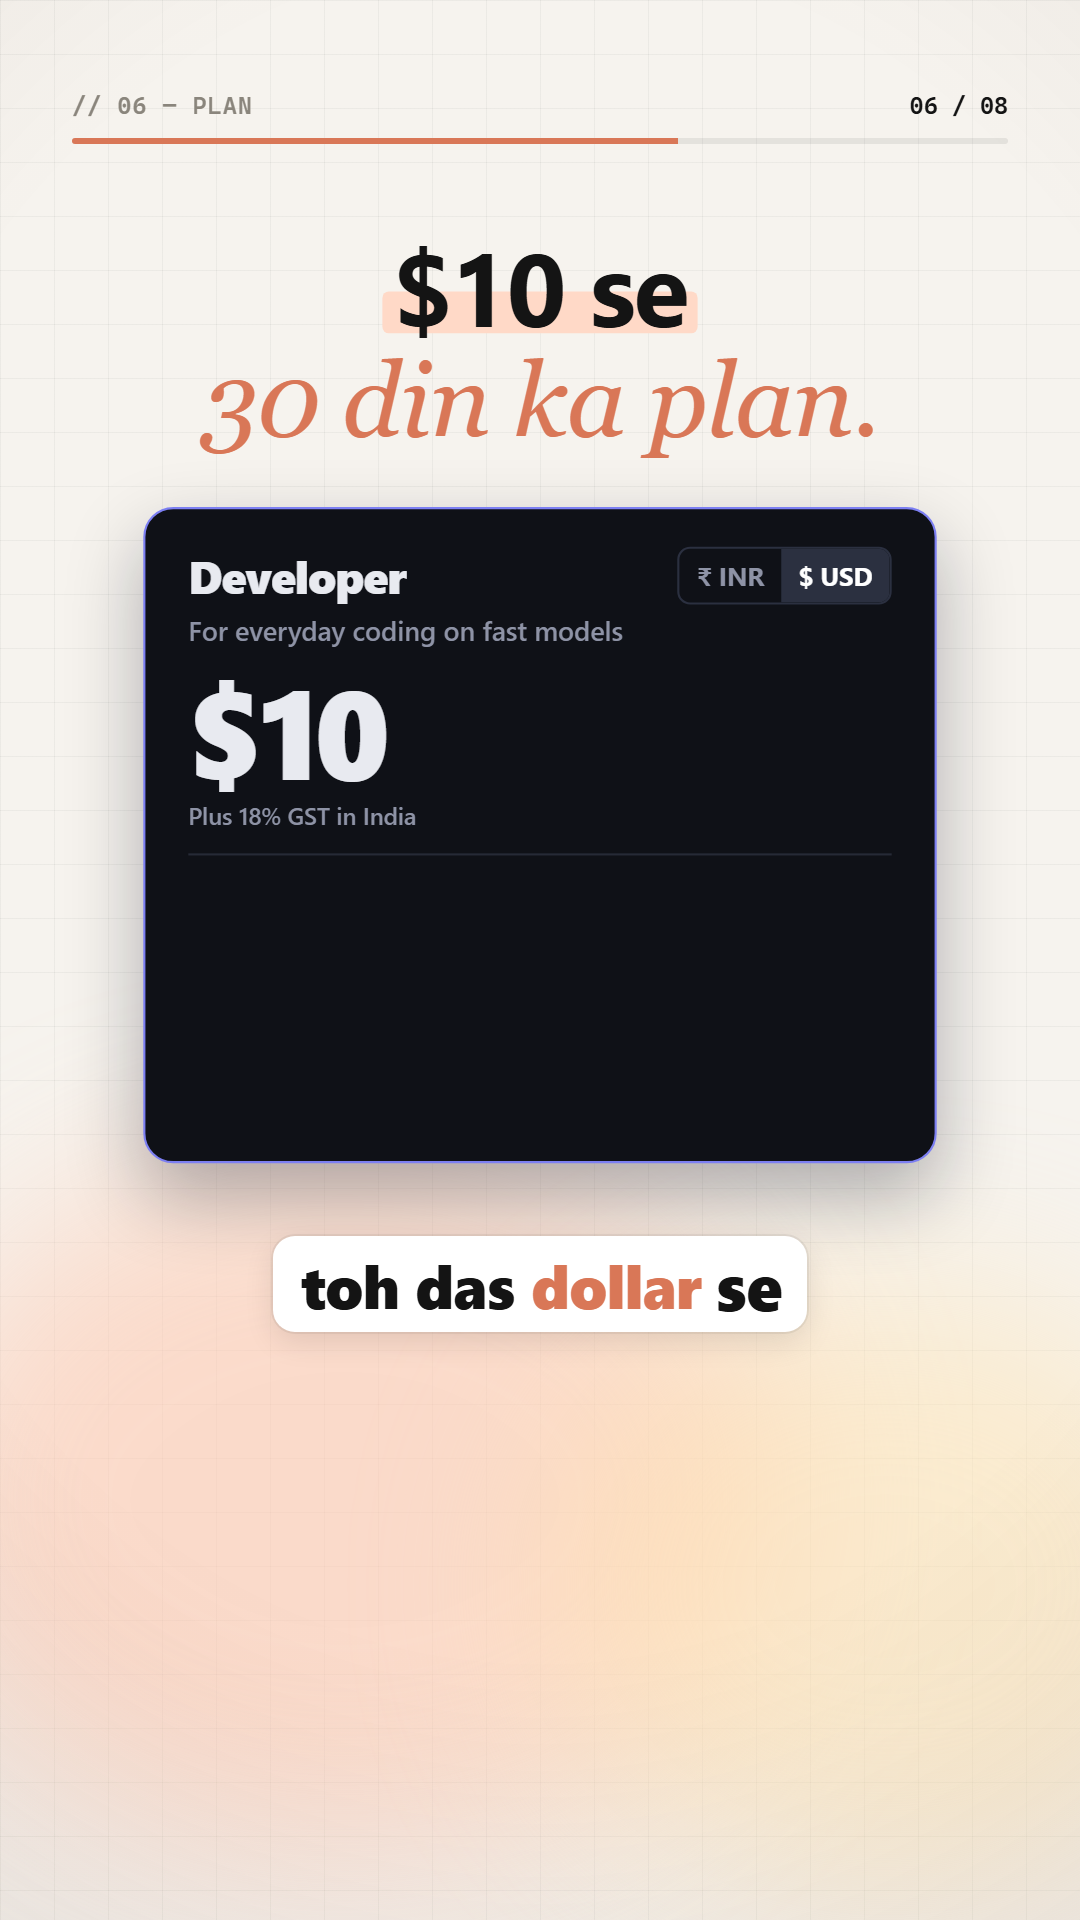 // 06 — PLAN
06 / 08
$10 se
30 din ka plan.
Developer
₹ INR
$ USD
For everyday coding on fast models
$10
Plus 18% GST in India
toh das dollar se